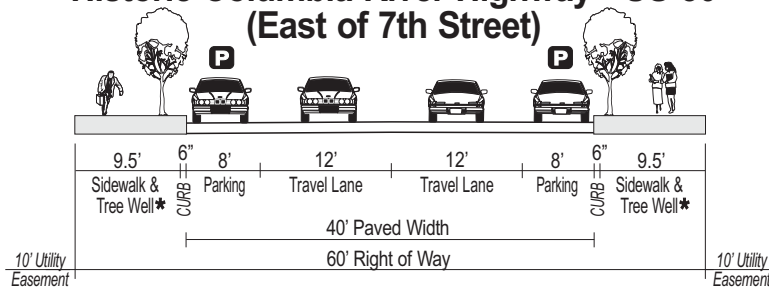 (East of 7th Street)
P P
9.5’ 6” 8’ 12’ 12’ 8’ 6” 9.5’
Sidewalk & Tree Well* CURB Parking Travel Lane Travel Lane Parking CURB Sidewalk & Tree Well*
40’ Paved Width
10’ Utility Easement 60’ Right of Way 10’ Utility Easement